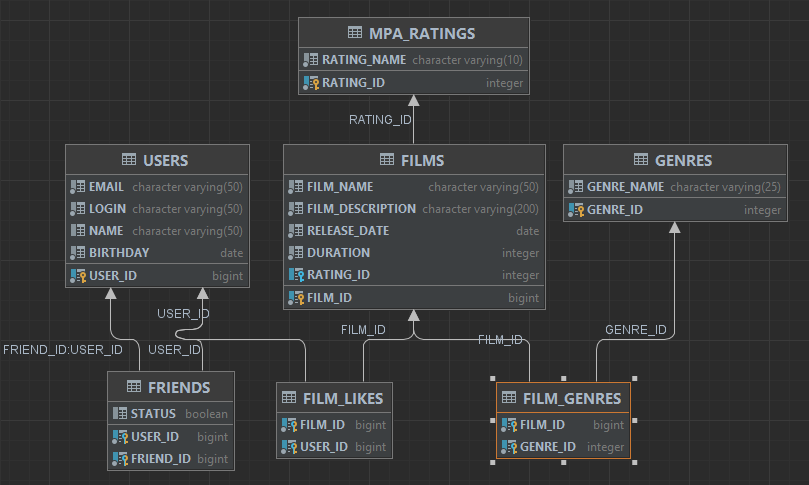 MPA_RATINGS
RATING_NAME character varying(10)
RATING_ID integer
RATING_ID
USERS
EMAIL character varying(50)
LOGIN character varying(50)
NAME character varying(50)
BIRTHDAY date
USER_ID bigint
FILMS
FILM_NAME character varying(50)
FILM_DESCRIPTION character varying(200)
RELEASE_DATE date
DURATION integer
RATING_ID integer
FILM_ID bigint
GENRES
GENRE_NAME character varying(25)
GENRE_ID integer
USER_ID
FILM_ID
FILM_ID
GENRE_ID
FRIEND_ID:USER_ID
USER_ID
FRIENDS
STATUS boolean
USER_ID bigint
FRIEND_ID bigint
FILM_LIKES
FILM_ID bigint
USER_ID bigint
FILM_GENRES
FILM_ID bigint
GENRE_ID integer